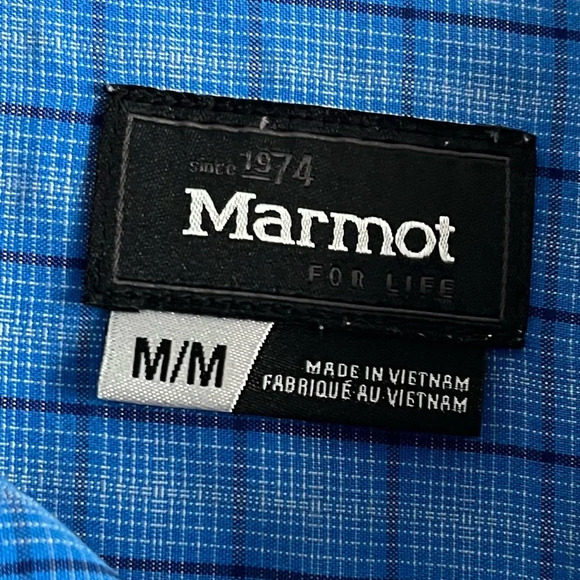 since 1974
Marmot
FOR LIFE
M/M
MADE IN VIETNAM
FABRIQUÉ AU VIETNAM